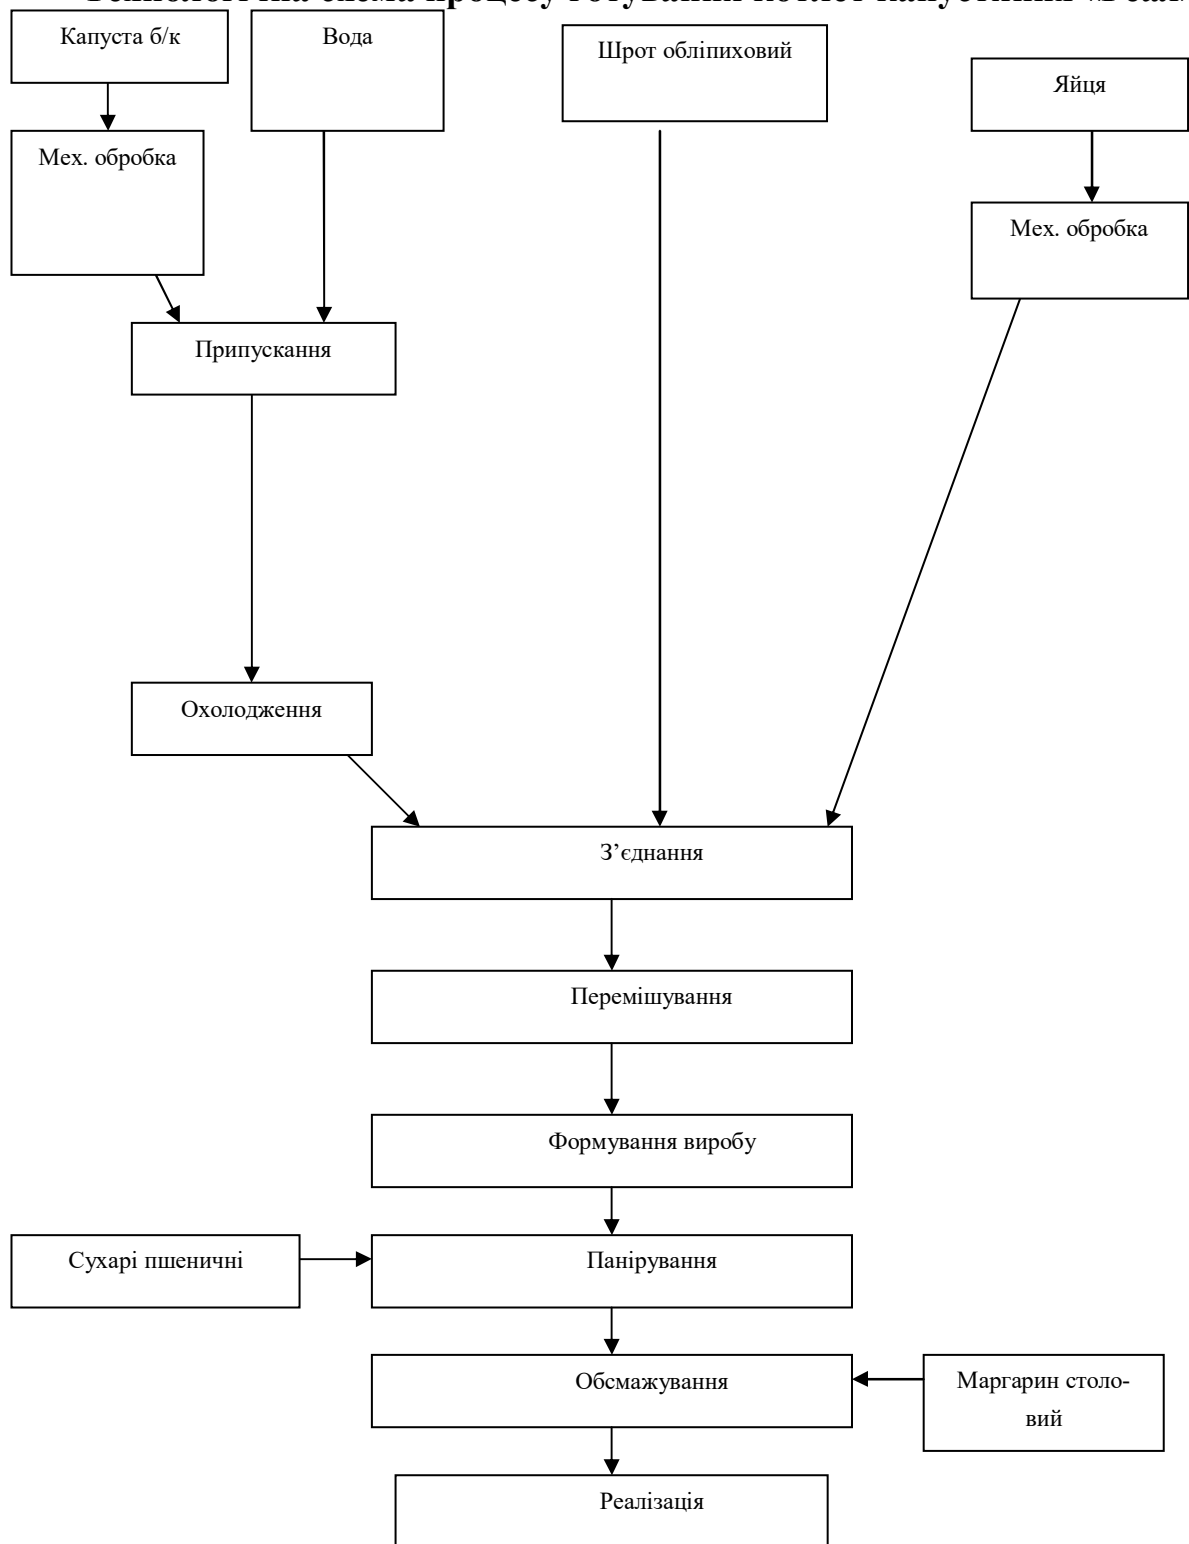 Капуста б/к
Вода
Шрот обліпиховий
Яйця
Мех. обробка
Мех. обробка
Припускання
Охолодження
З’єднання
Перемішування
Формування виробу
Сухарі пшеничні
Панірування
Обсмажування
Маргарин столо-
вий
Реалізація